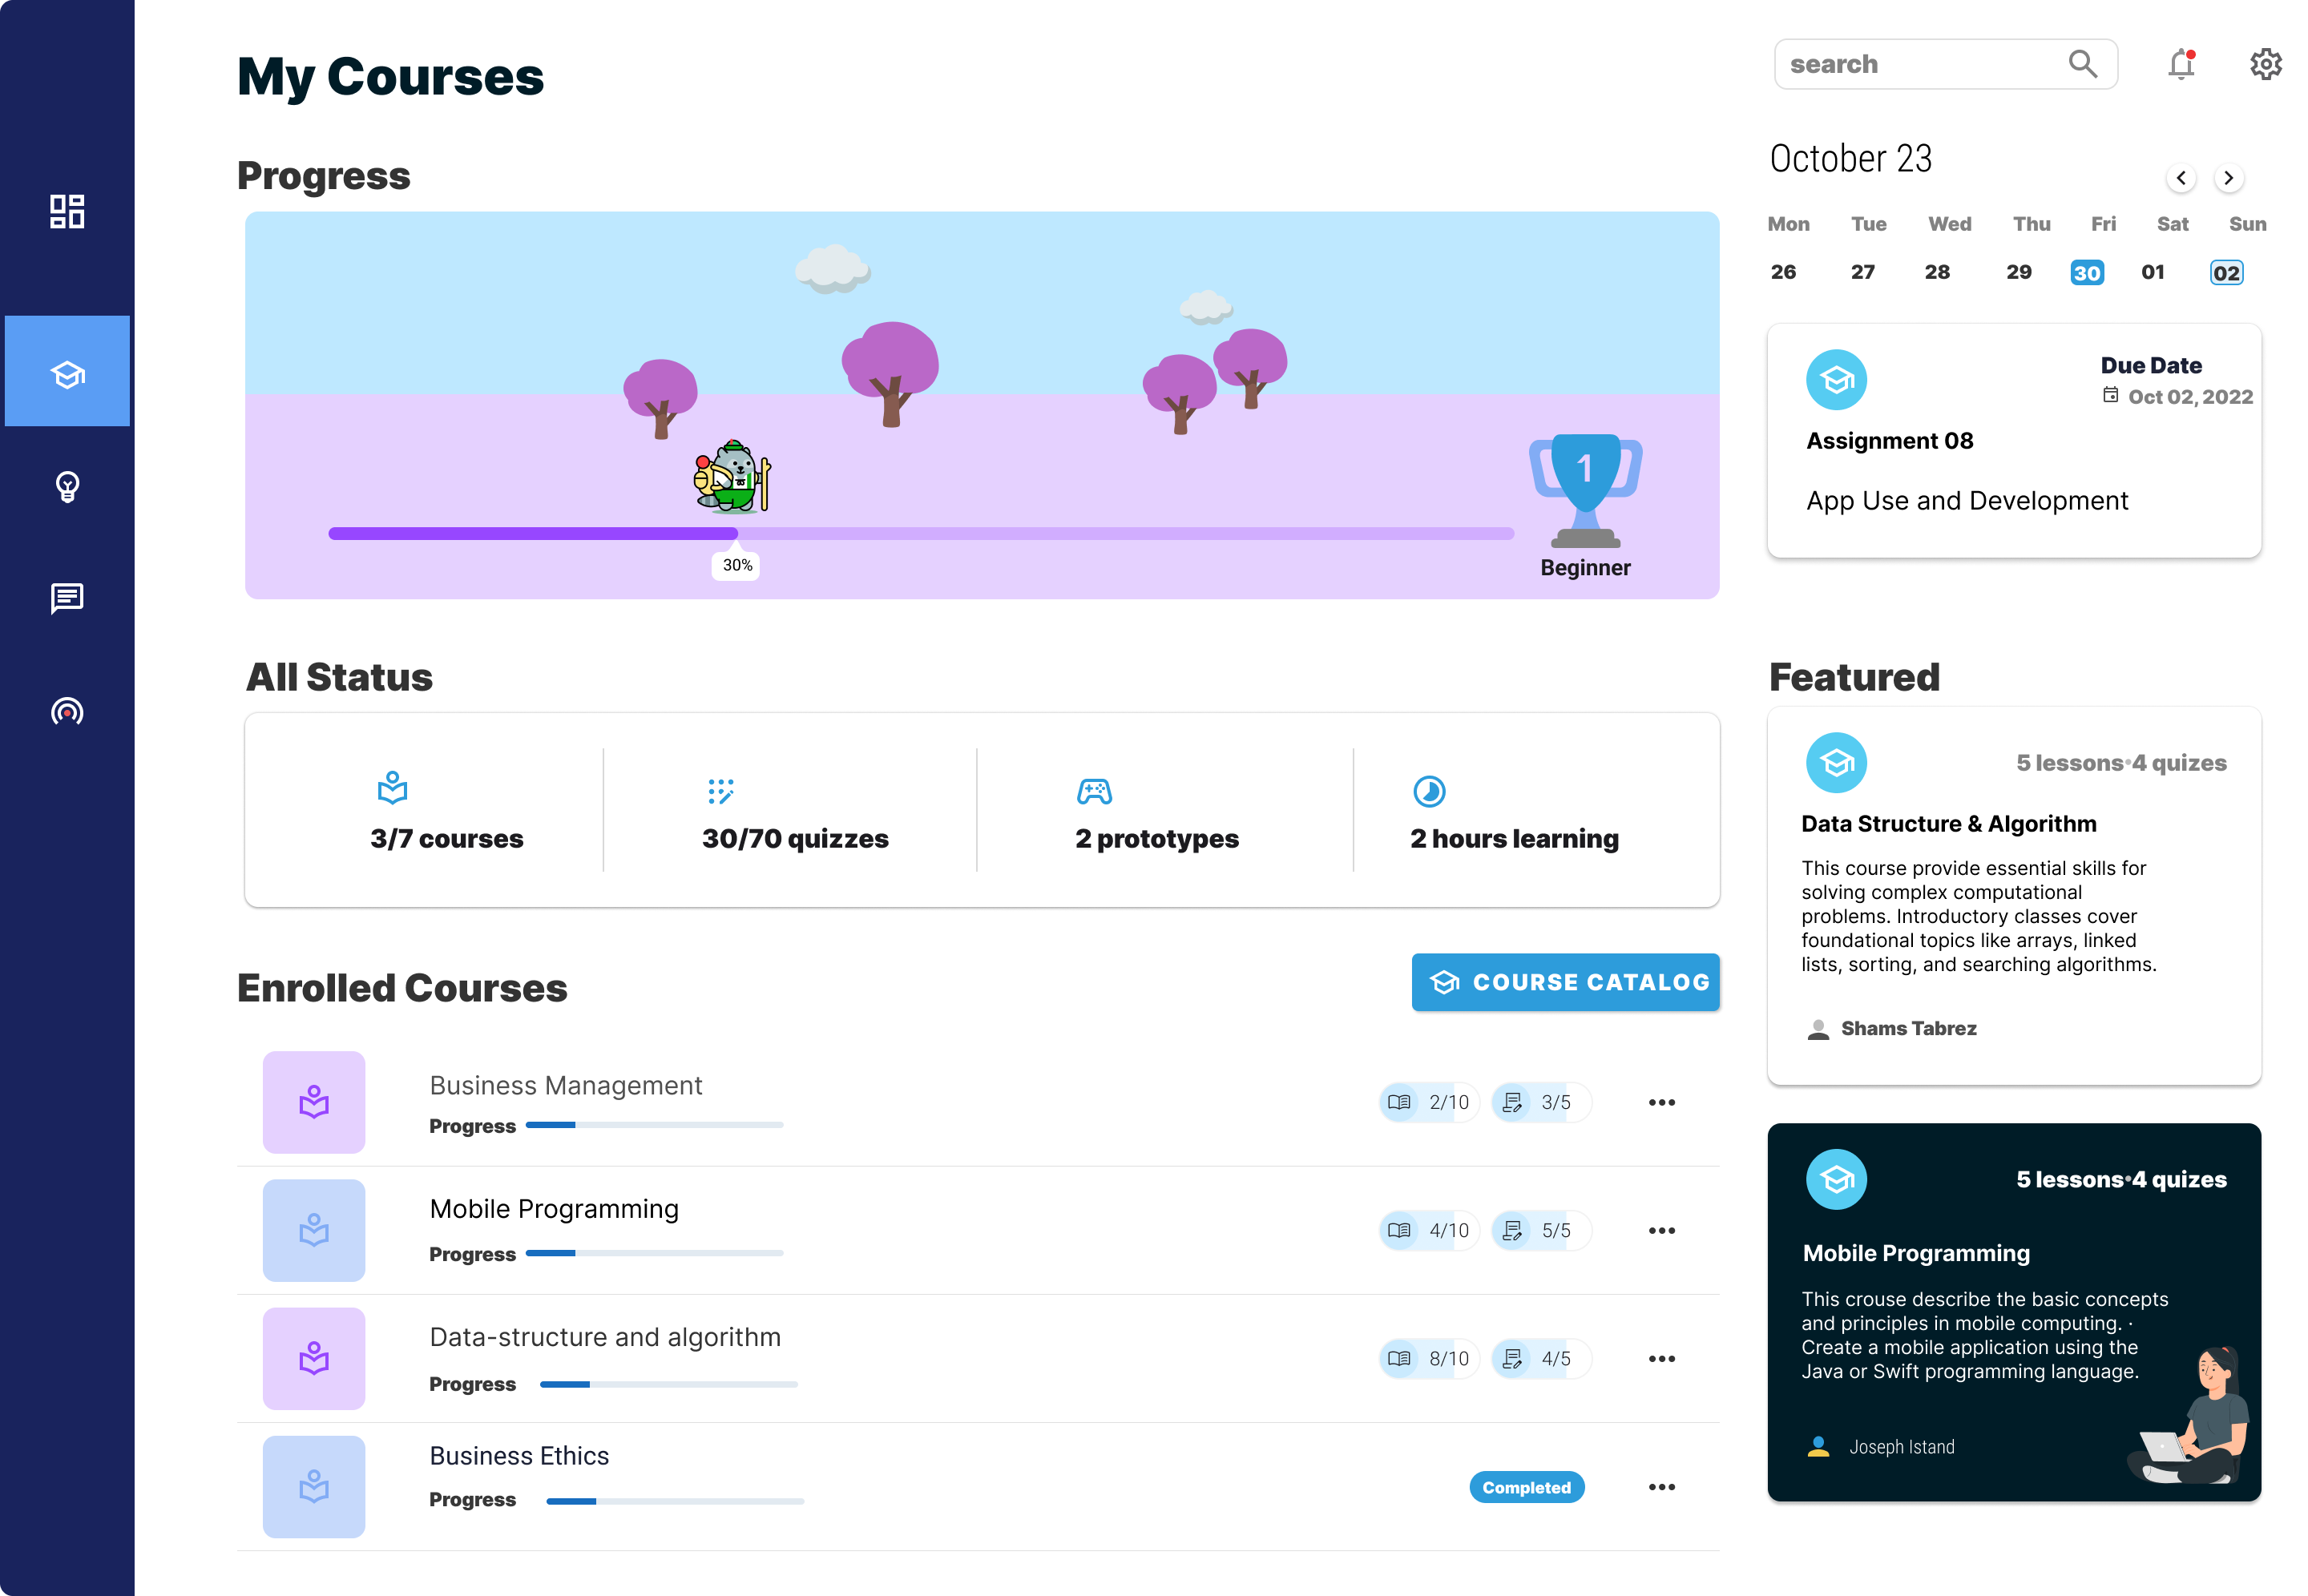 My Courses
search
Progress
30%
1
Beginner
October 23
Mon Tue Wed Thu Fri Sat Sun
26 27 28 29 30 01 02
Due Date
Oct 02, 2022
Assignment 08
App Use and Development
All Status
3/7 courses
30/70 quizzes
2 prototypes
2 hours learning
Enrolled Courses
COURSE CATALOG
Business Management
Progress
2/10
3/5
Mobile Programming
Progress
4/10
5/5
Data-structure and algorithm
Progress
8/10
4/5
Business Ethics
Progress
Completed
Featured
5 lessons•4 quizes
Data Structure & Algorithm
This course provide essential skills for
solving complex computational
problems. Introductory classes cover
foundational topics like arrays, linked
lists, sorting, and searching algorithms.
Shams Tabrez
5 lessons•4 quizes
Mobile Programming
This crouse describe the basic concepts
and principles in mobile computing. ·
Create a mobile application using the
Java or Swift programming language.
Joseph Istand